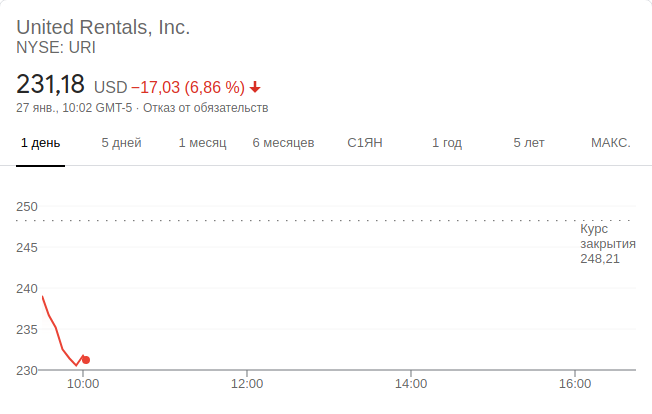 United Rentals, Inc.
NYSE: URI
231,18 USD −17,03 (6,86 %)
27 янв., 10:02 GMT-5 · Отказ от обязательств
1 день 5 дней 1 месяц 6 месяцев С1ЯН 1 год 5 лет МАКС.
250
Курс
закрытия
248,21
245
240
235
230
10:00 12:00 14:00 16:00